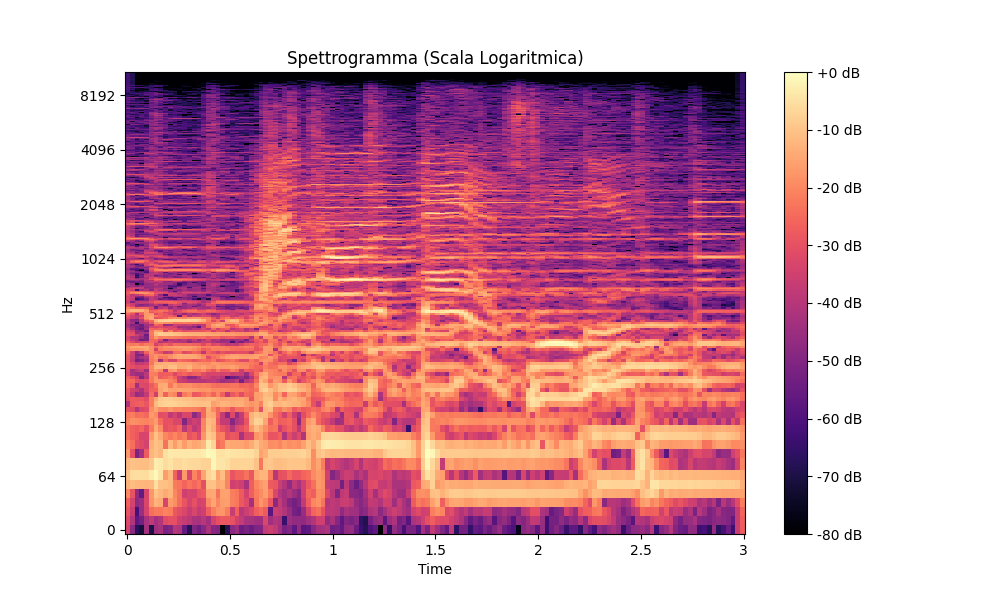 Spettrogramma (Scala Logaritmica)
Hz
8192
4096
2048
1024
512
256
128
64
0
0 0.5 1 1.5 2 2.5 3
Time
+0 dB
-10 dB
-20 dB
-30 dB
-40 dB
-50 dB
-60 dB
-70 dB
-80 dB